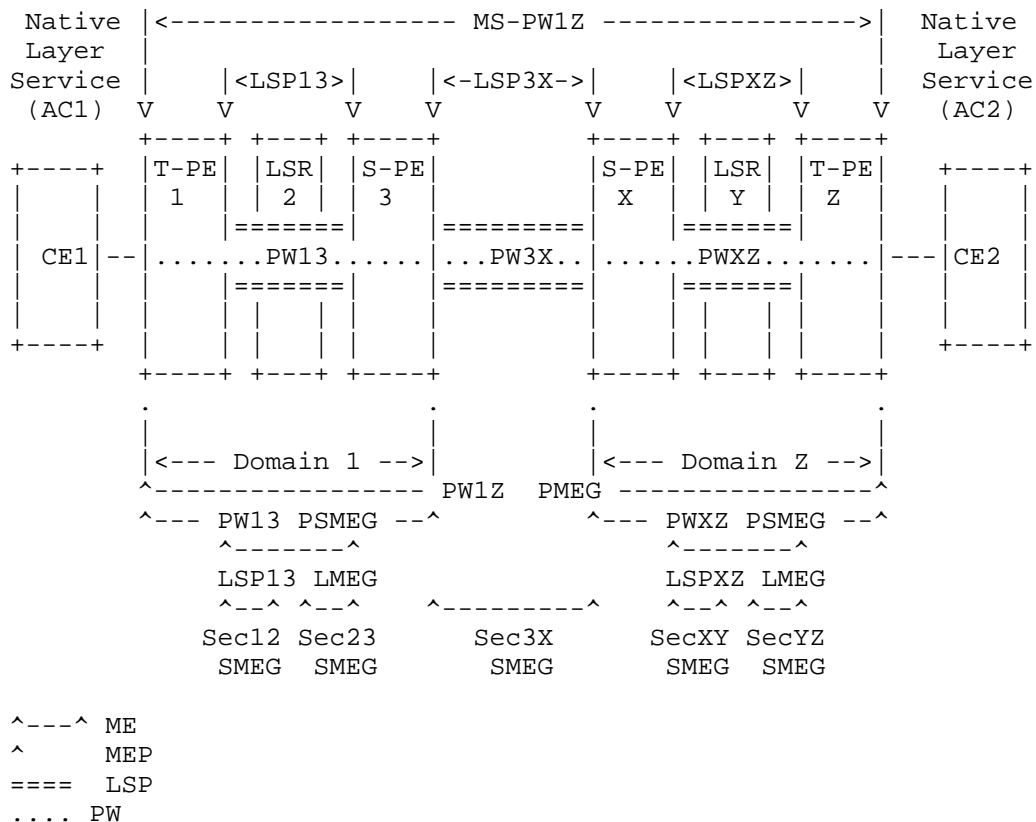 Native |<-------------------- MS-PW1Z ---------------->| Native
Layer | | Layer
Service | |<LSP13>| |<-LSP3X->| |<LSPXZ>| | Service
(AC1) V V V V V V V V (AC2)
+----+ +---+ +----+ +----+ +---+ +----+
+----+ |T-PE| |LSR| |S-PE| |S-PE| |LSR| |T-PE| +----+
| | | 1 | | 2 | | 3 | | X | | Y | | Z | | |
| | | |=======| |=========| |=======| | | |
| CE1|--|.......PW13......|...PW3X..|......PWXZ.......|---|CE2 |
| | | |=======| |=========| |=======| | | |
| | | | | | | | | | | | | | | |
+----+ | | | | | | | | | | | | +----+
+----+ +---+ +----+ +----+ +---+ +----+
. . . .
| | | |
|<--- Domain 1 -->| |<--- Domain Z -->|
^----------------- PW1Z PMEG ----------------^
^--- PW13 PSMEG --^ ^--- PWXZ PSMEG --^
^-------^ ^-------^
LSP13 LMEG LSPXZ LMEG
^--^ ^--^ ^---------^ ^--^ ^--^
Sec12 Sec23 Sec3X SecXY SecYZ
SMEG SMEG SMEG SMEG SMEG
^---^ ME
^ MEP
==== LSP
.... PW